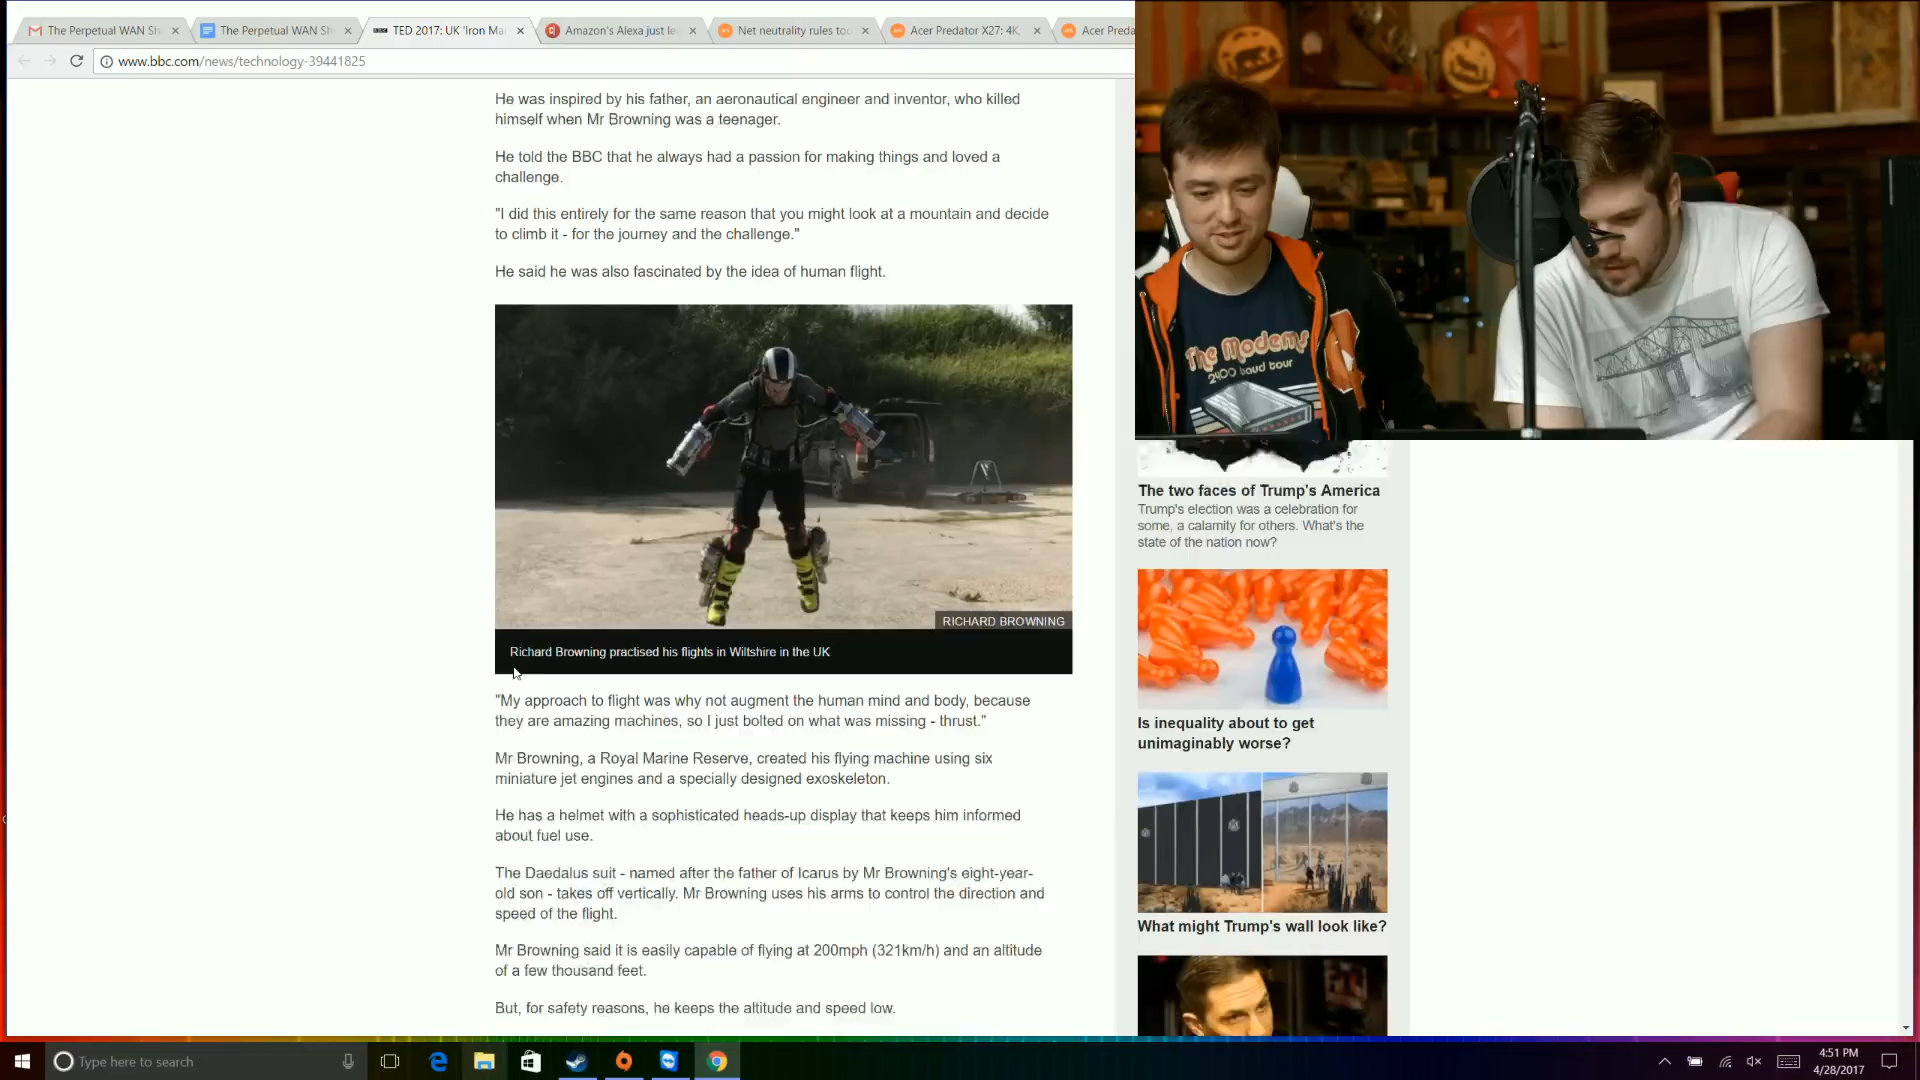 The Perpetual WAN Sh
The Perpetual WAN Sh
TED 2017: UK 'Iron Ma
Amazon's Alexa just le
Net neutrality rules too
Acer Predator X27: 4K,
Acer Preda
www.bbc.com/news/technology-39441825
He was inspired by his father, an aeronautical engineer and inventor, who killed
himself when Mr Browning was a teenager.
He told the BBC that he always had a passion for making things and loved a
challenge.
"I did this entirely for the same reason that you might look at a mountain and decide
to climb it - for the journey and the challenge."
He said he was also fascinated by the idea of human flight.
RICHARD BROWNING
Richard Browning practised his flights in Wiltshire in the UK
"My approach to flight was why not augment the human mind and body, because
they are amazing machines, so I just bolted on what was missing - thrust."
Mr Browning, a Royal Marine Reserve, created his flying machine using six
miniature jet engines and a specially designed exoskeleton.
He has a helmet with a sophisticated heads-up display that keeps him informed
about fuel use.
The Daedalus suit - named after the father of Icarus by Mr Browning's eight-year-
old son - takes off vertically. Mr Browning uses his arms to control the direction and
speed of the flight.
Mr Browning said it is easily capable of flying at 200mph (321km/h) and an altitude
of a few thousand feet.
But, for safety reasons, he keeps the altitude and speed low.
The Modems
2400 baud tour
The two faces of Trump's America
Trump's election was a celebration for
some, a calamity for others. What's the
state of the nation now?
Is inequality about to get
unimaginably worse?
What might Trump's wall look like?
Type here to search
4:51 PM
4/28/2017